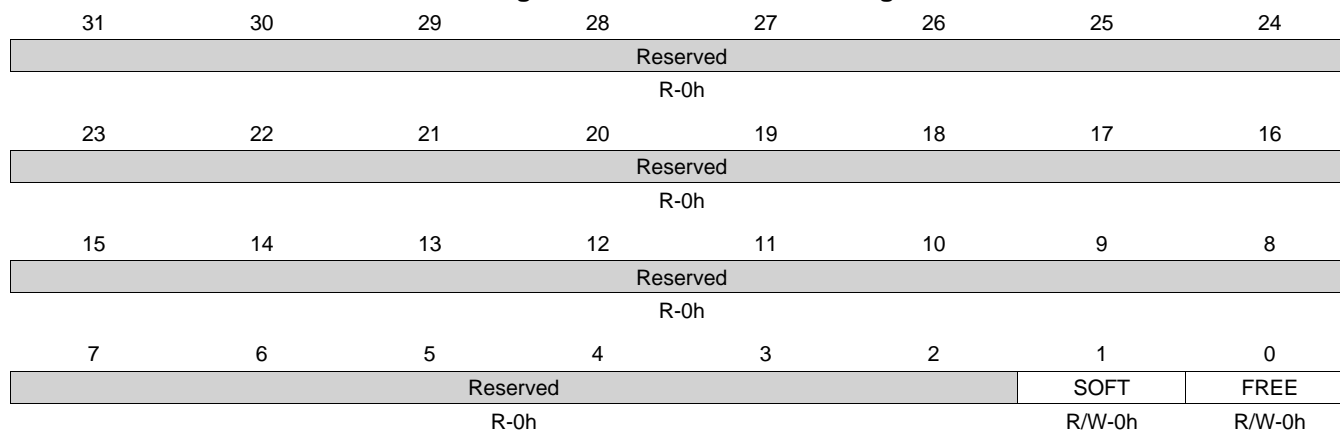 31 30 29 28 27 26 25 24
Reserved
R-0h
23 22 21 20 19 18 17 16
Reserved
R-0h
15 14 13 12 11 10 9 8
Reserved
R-0h
7 6 5 4 3 2 1 0
Reserved SOFT FREE
R-0h R/W-0h R/W-0h